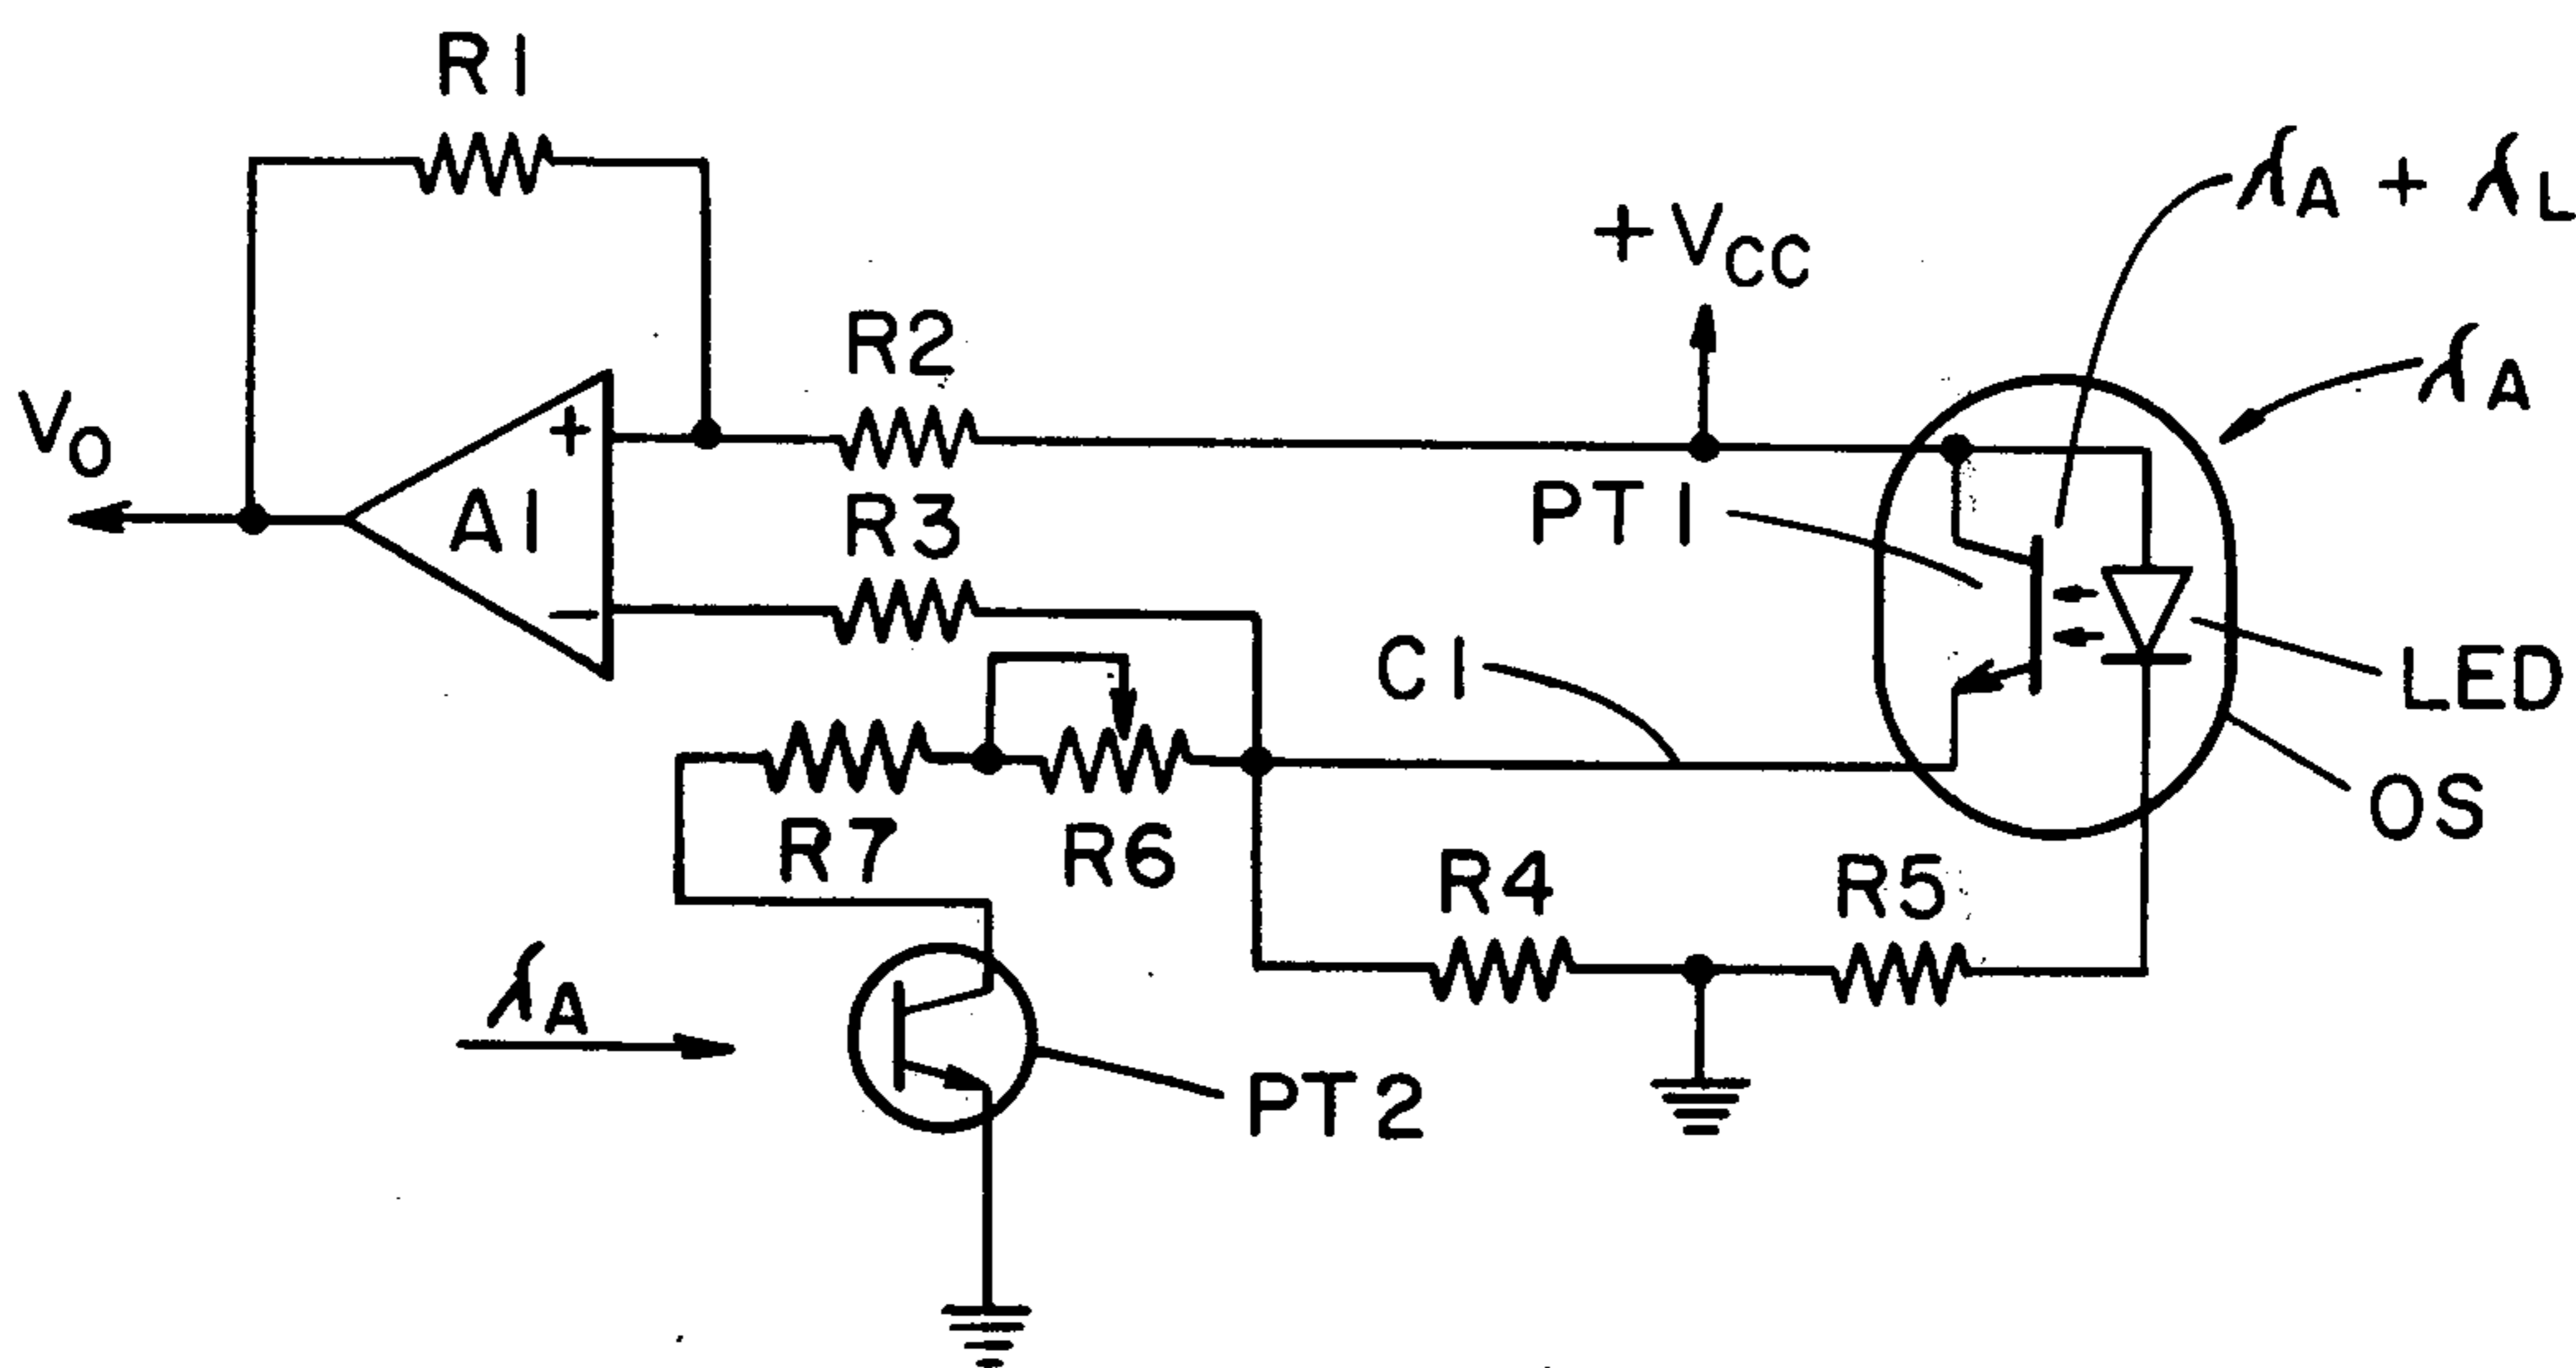 R1
λA + λL
+VCC
R2
λA
VO
+
A1
R3
PT1
−
C1
LED
OS
R7
R6
R4
R5
λA
PT2